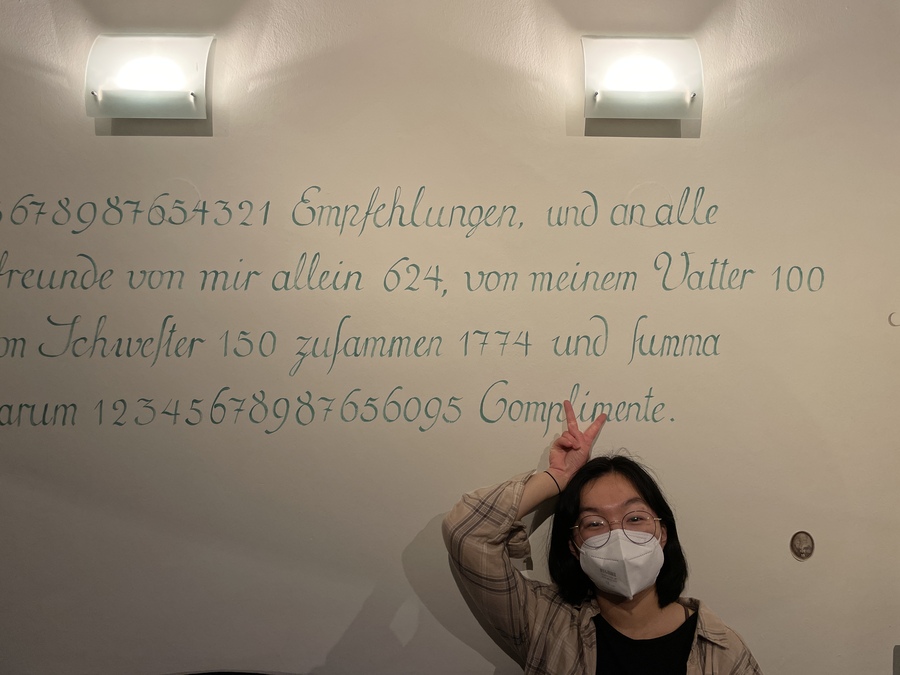 678987654321 Empfehlungen, und an alle
freunde von mir allein 624, von meinem Vatter 100
on Schweſter 150 zuſammen 1774 und ſumma
arum 12345678987656095 Complimente.